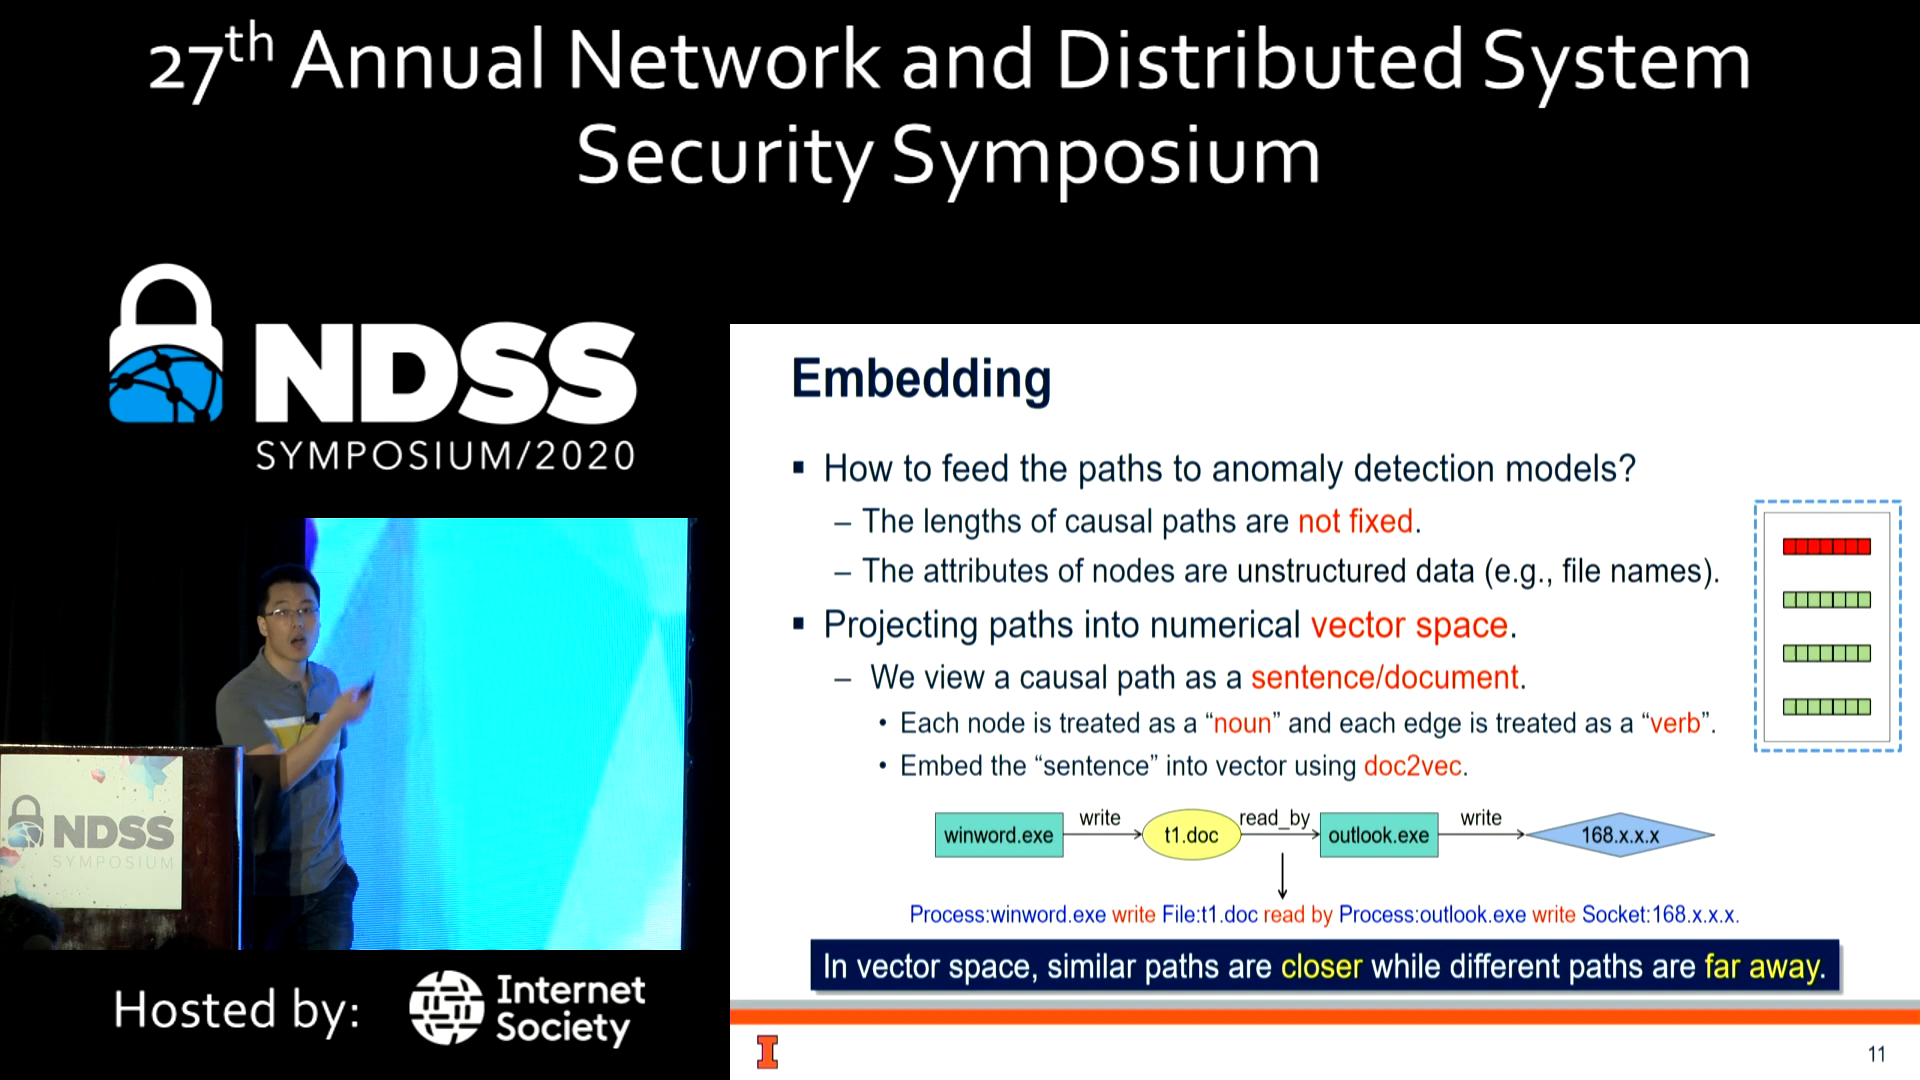 27th Annual Network and Distributed System
Security Symposium
NDSS
SYMPOSIUM/2020
Embedding
▪ How to feed the paths to anomaly detection models?
– The lengths of causal paths are not fixed.
– The attributes of nodes are unstructured data (e.g., file names).
▪ Projecting paths into numerical vector space.
– We view a causal path as a sentence/document.
• Each node is treated as a “noun” and each edge is treated as a “verb”.
• Embed the “sentence” into vector using doc2vec.
winword.exe write t1.doc read_by outlook.exe write 168.x.x.x
Process:winword.exe write File:t1.doc read by Process:outlook.exe write Socket:168.x.x.x.
In vector space, similar paths are closer while different paths are far away.
I
11
NDSS
SYMPOSIUM
Hosted by:
Internet
Society